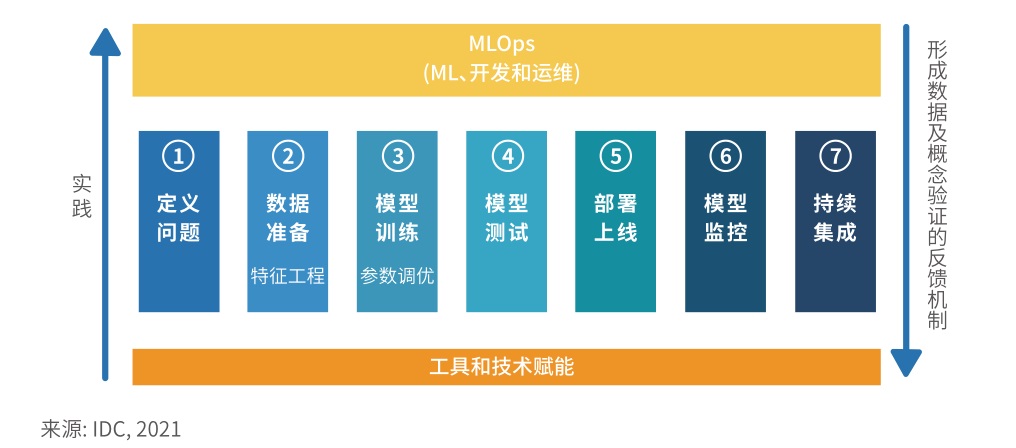 MLOps
(ML、开发和运维)
实践
①
定义
问题
②
数据
准备
特征工程
③
模型
训练
参数调优
④
模型
测试
⑤
部署
上线
⑥
模型
监控
⑦
持续
集成
形成数据及概念验证的反馈机制
工具和技术赋能
来源: IDC, 2021